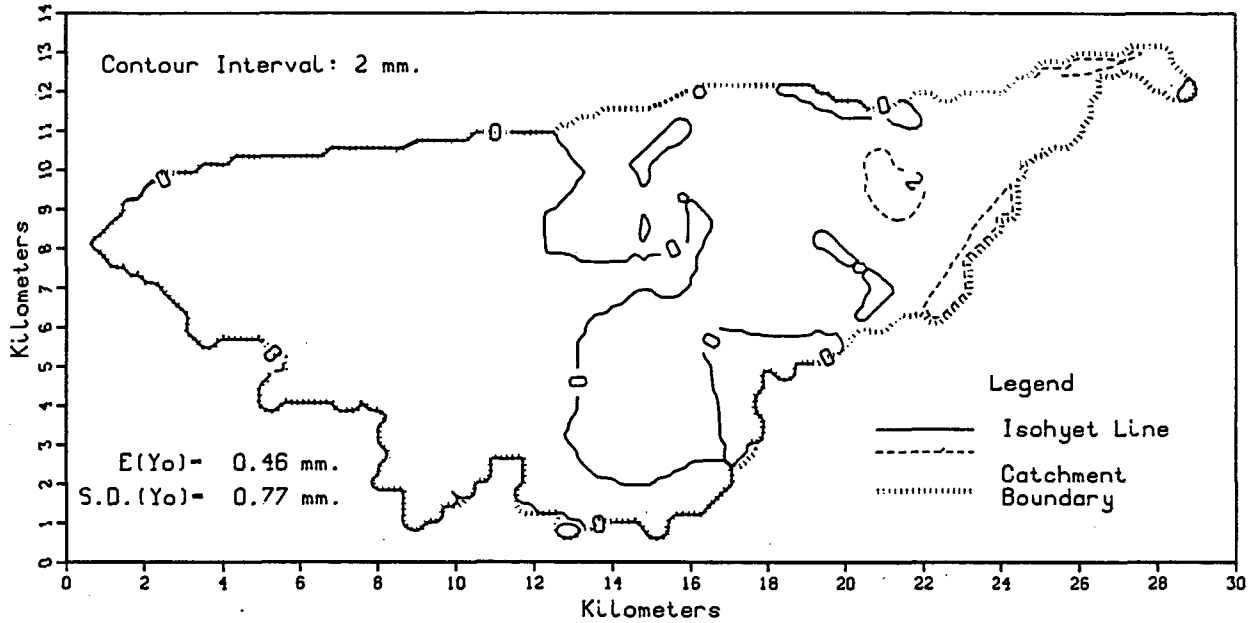 14
13
12
11
10
9
8
7
6
5
4
3
2
1
0
Kilometers
Contour Interval: 2 mm.
0
0
0
0
0
0
0
0
0
0
2
E(Yo)- 0.46 mm.
S.D.(Yo)- 0.77 mm.
Legend
Isohyet Line
Catchment
Boundary
0 2 4 6 8 10 12 14 16 18 20 22 24 26 28 30
Kilometers